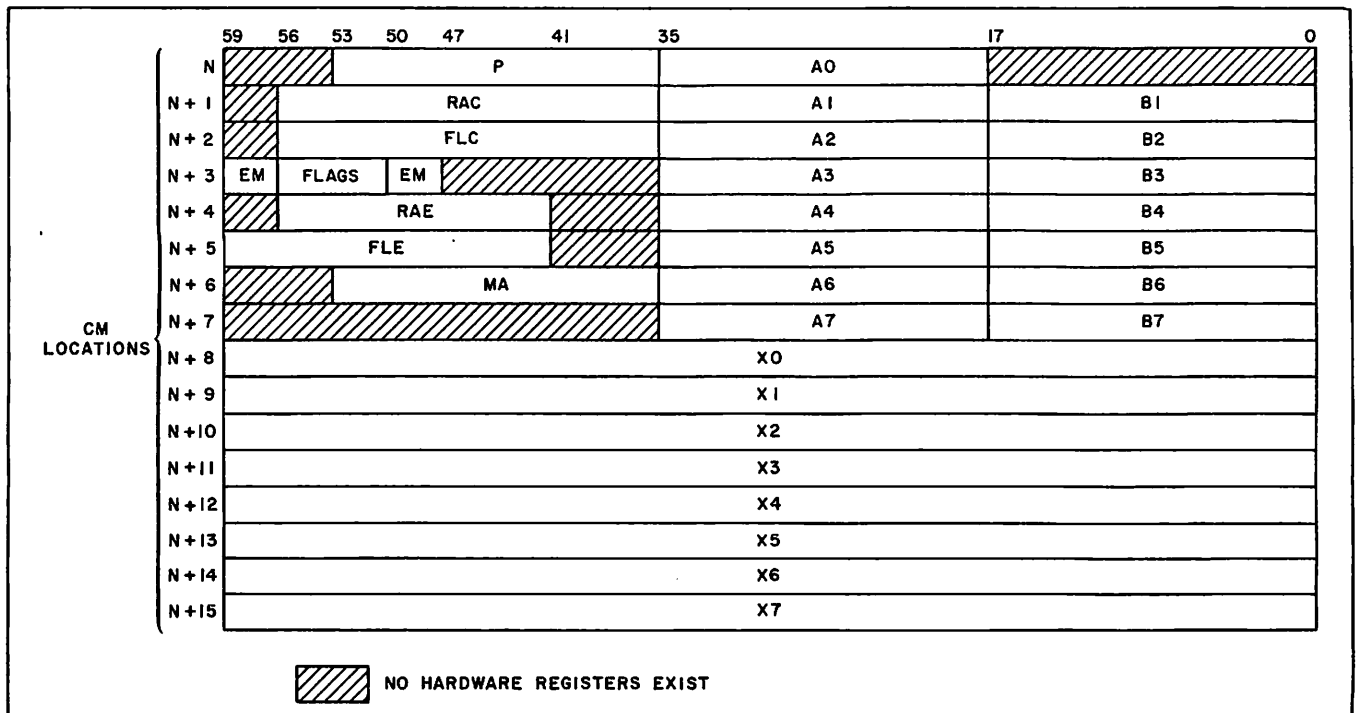 59 56 53 50 47 41 35 17 0
N P AO
N + 1 RAC A1 B1
N + 2 FLC A2 B2
N + 3 EM FLAGS EM A3 B3
N + 4 RAE A4 B4
N + 5 FLE A5 B5
N + 6 MA A6 B6
N + 7 A7 B7
CM
LOCATIONS
N + 8 XO
N + 9 X1
N +10 X2
N +11 X3
N +12 X4
N +13 X5
N +14 X6
N +15 X7
NO HARDWARE REGISTERS EXIST